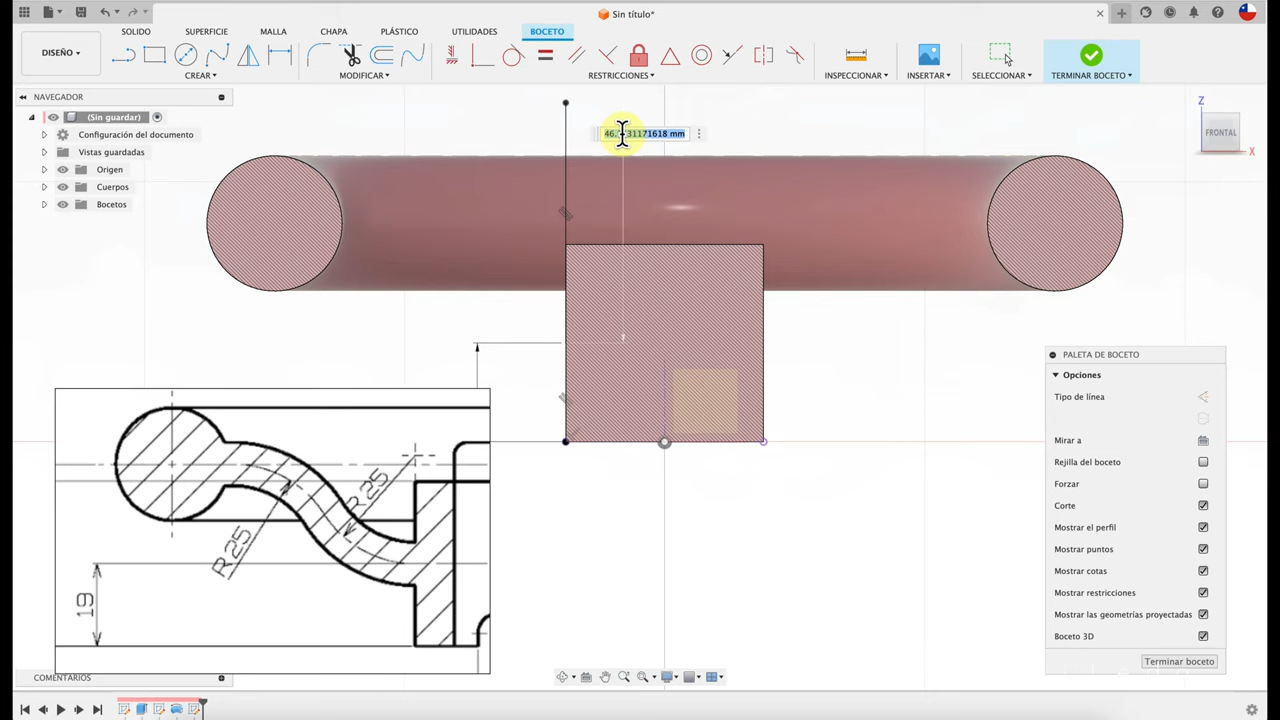 Sin título*
SOLIDO SUPERFICIE MALLA CHAPA PLÁSTICO UTILIDADES BOCETO
DISEÑO
CREAR MODIFICAR RESTRICCIONES INSPECCIONAR INSERTAR SELECCIONAR TERMINAR BOCETO
NAVEGADOR
(Sin guardar)
Configuración del documento
Vistas guardadas
Origen
Cuerpos
Bocetos
Z
FRONTAL
X
R25
R25
19
PALETA DE BOCETO
Opciones
Tipo de línea
Mirar a
Rejilla del boceto
Forzar
Corte
Mostrar el perfil
Mostrar puntos
Mostrar cotas
Mostrar restricciones
Mostrar las geometrías proyectadas
Boceto 3D
Terminar boceto
COMENTARIOS